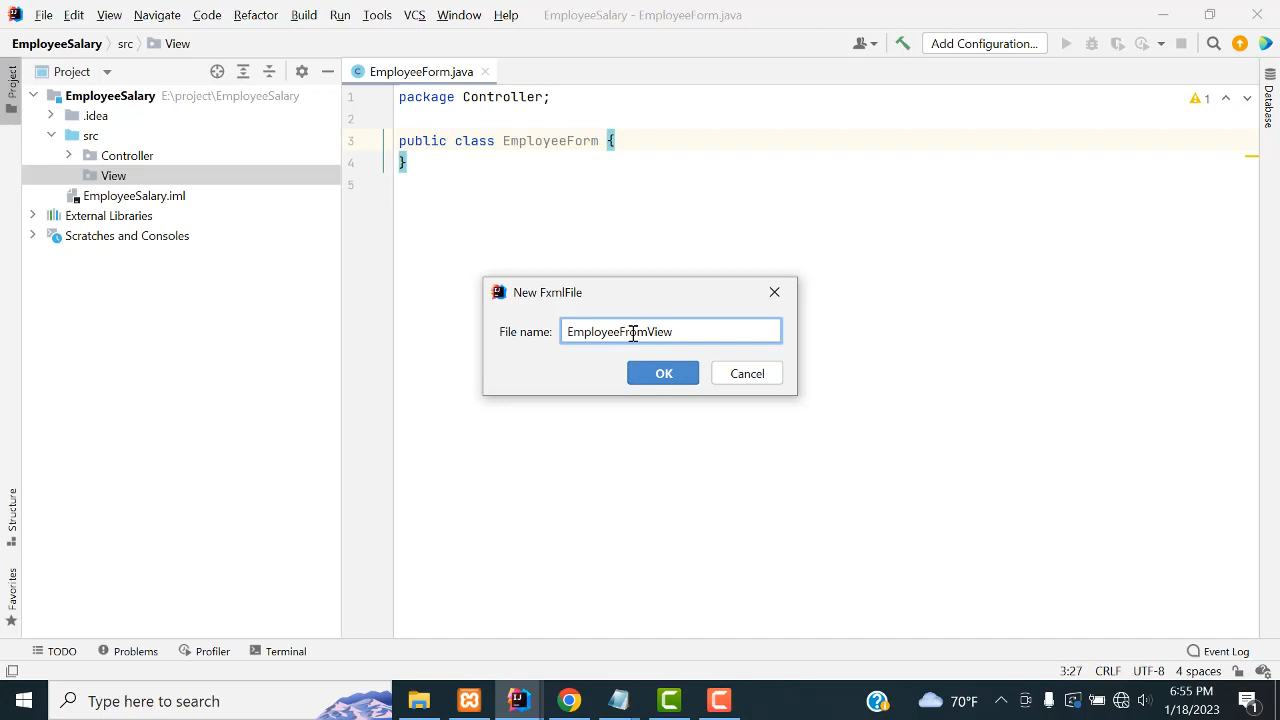 File Edit View Navigate Code Refactor Build Run Tools VCS Window Help EmployeeSalary - EmployeeForm.java
EmployeeSalary src View Add Configuration...
Project EmployeeForm.java
EmployeeSalary E:\project\EmployeeSalary
.idea
src
Controller
View
EmployeeSalary.iml
External Libraries
Scratches and Consoles
1 package Controller;
2
3 public class EmployeeForm {
4 }
5
1
New FxmlFile
File name: EmployeeFromView
OK Cancel
Project
Structure
Favorites
Database
TODO Problems Profiler Terminal Event Log
3:27 CRLF UTF-8 4 spaces
Type here to search 70°F 6:55 PM
1/18/2023 1